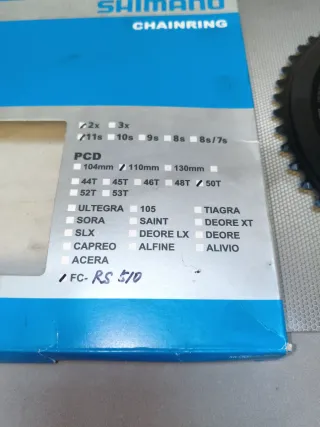 SHIMANO
CHAINRING
2x 3x
11s 10s 9s 8s 8s/7s
PCD
104mm 110mm 130mm
44T 45T 46T 48T 50T
52T 53T
ULTEGRA 105 TIAGRA
SORA SAINT DEORE XT
SLX DEORE LX DEORE
CAPREO ALFINE ALIVIO
ACERA
FC- RS 510